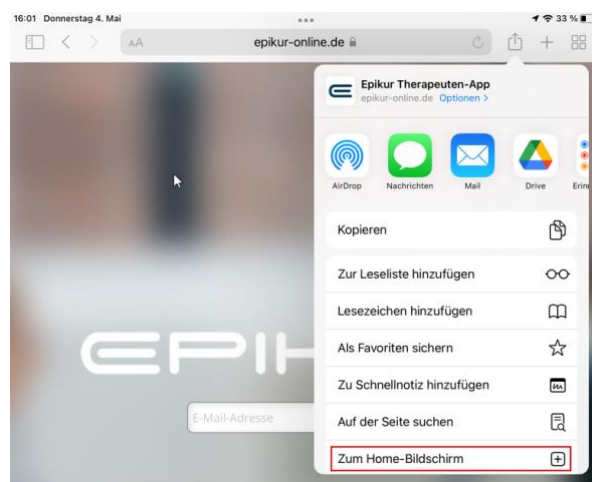 16:01 Donnerstag 4. Mai
33 %
AA
epikur-online.de
Epikur Therapeuten-App
epikur-online.de Optionen >
AirDrop
Nachrichten
Mail
Drive
Kopieren
Zur Leseliste hinzufügen
Lesezeichen hinzufügen
Als Favoriten sichern
Zu Schnellnotiz hinzufügen
Auf der Seite suchen
Zum Home-Bildschirm
E-Mail-Adresse